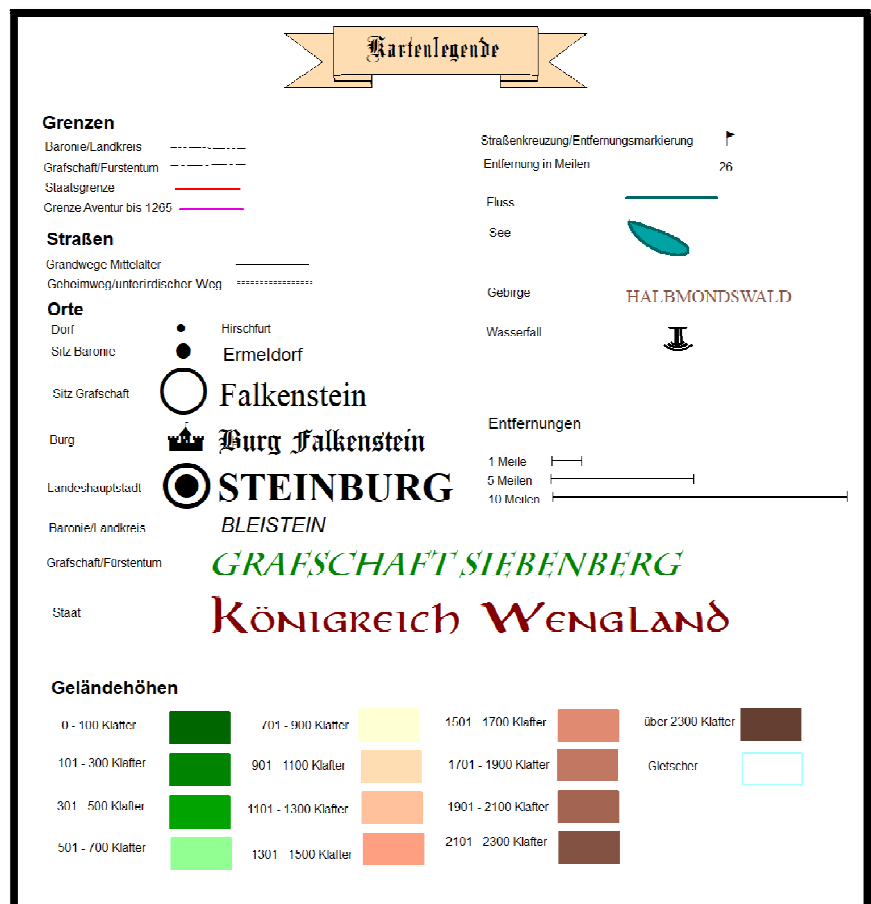 Kartenlegende
Grenzen
Baronie/Landkreis
Grafschaft/Furstentum
Staatsgrenze
Grenze Aventur bis 1265
Straßen
Grandwege Mittelalter
Geheimweg/unterirdischer Weg
Orte
Dorf Hirschfurt
Sitz Baronie Ermeldorf
Sitz Grafschaft Falkenstein
Burg Burg Falkenstein
Landeshauptstadt STEINBURG
Baronie/Landkreis BLEISTEIN
Grafschaft/Fürstentum GRAFSCHAFT SIEBENBERG
Staat Königreich Wengland
Straßenkreuzung/Entfernungsmarkierung
Entfernung in Meilen 26
Fluss
See
Gebirge HALBMONDSWALD
Wasserfall
Entfernungen
1 Meile
5 Meilen
10 Meilen
Geländehöhen
0 - 100 Klafter
101 - 300 Klafter
301 - 500 Klafter
501 - 700 Klafter
701 - 900 Klafter
901 - 1100 Klafter
1101 - 1300 Klafter
1301 - 1500 Klafter
1501 - 1700 Klafter
1701 - 1900 Klafter
1901 - 2100 Klafter
2101 - 2300 Klafter
über 2300 Klafter
Gletscher